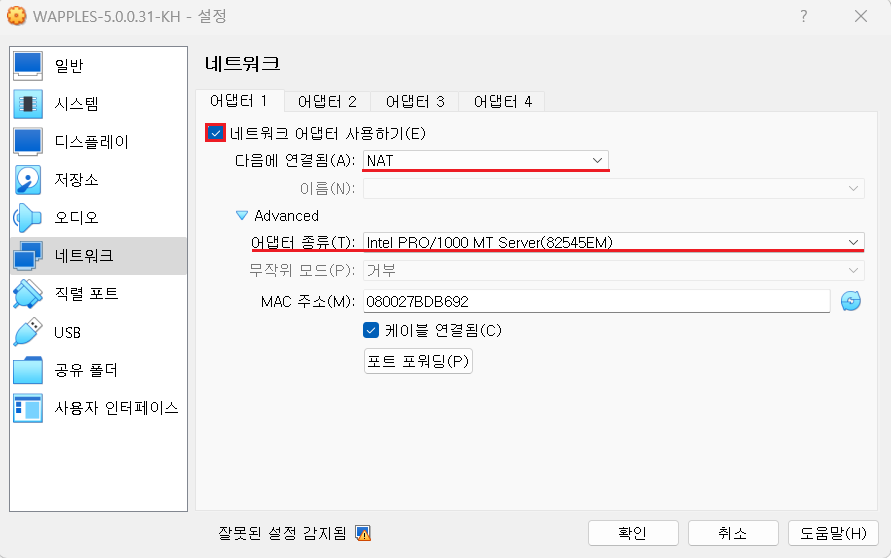 WAPPLES-5.0.0.31-KH - 설정
?
일반
시스템
디스플레이
저장소
오디오
네트워크
직렬 포트
USB
공유 폴더
사용자 인터페이스
네트워크
어댑터 1 어댑터 2 어댑터 3 어댑터 4
네트워크 어댑터 사용하기(E)
다음에 연결됨(A): NAT
이름(N):
Advanced
어댑터 종류(T): Intel PRO/1000 MT Server(82545EM)
무작위 모드(P): 거부
MAC 주소(M): 080027BDB692
케이블 연결됨(C)
포트 포워딩(P)
잘못된 설정 감지됨
확인 취소 도움말(H)